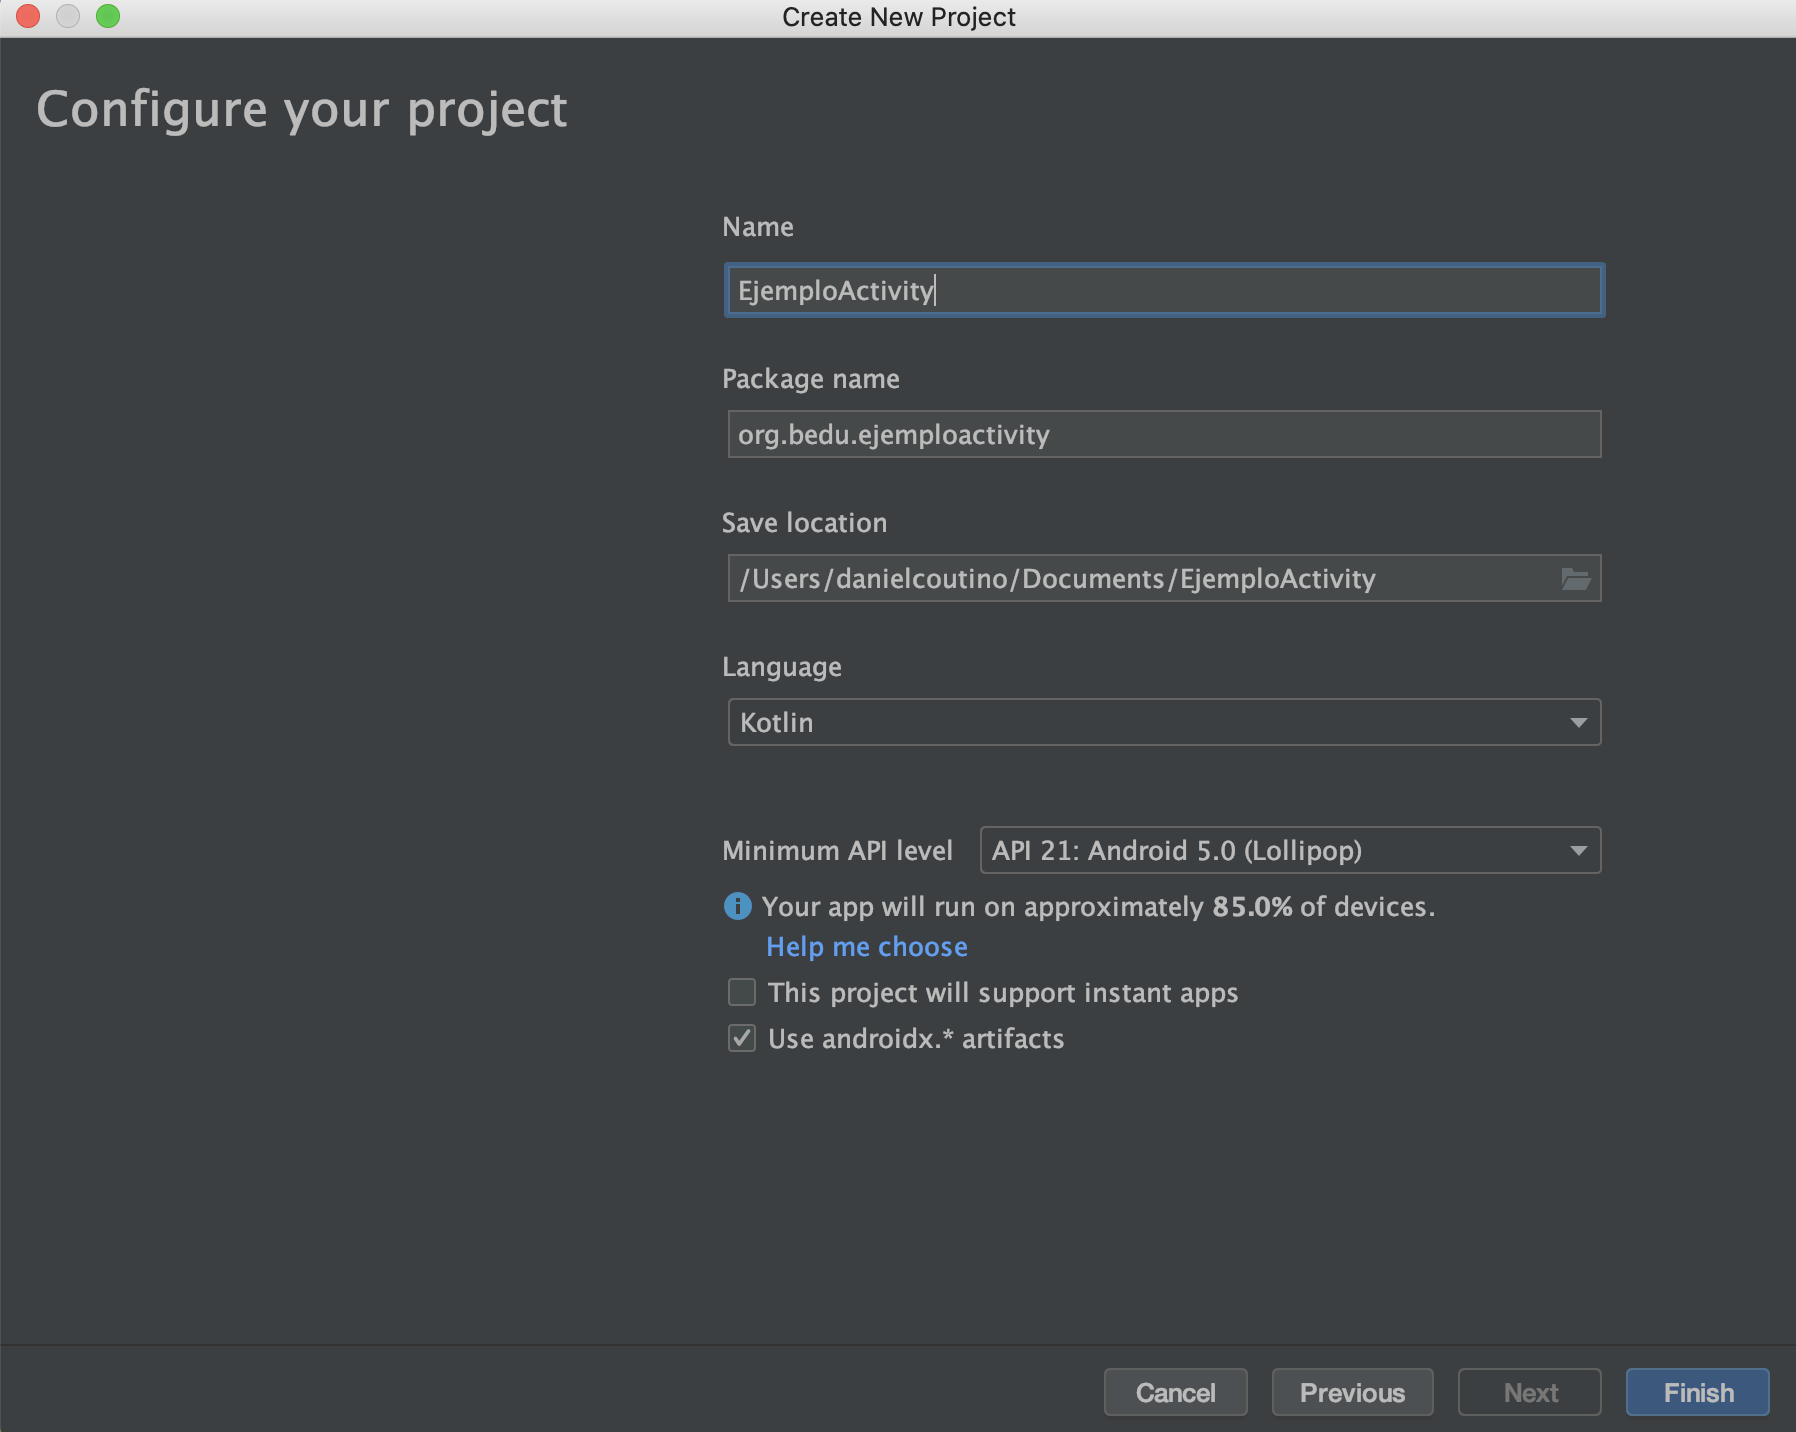 Create New Project
Configure your project
Name
EjemploActivity
Package name
org.bedu.ejemploactivity
Save location
/Users/danielcoutino/Documents/EjemploActivity
Language
Kotlin
Minimum API level API 21: Android 5.0 (Lollipop)
Your app will run on approximately 85.0% of devices.
Help me choose
This project will support instant apps
Use androidx.* artifacts
Cancel Previous Next Finish